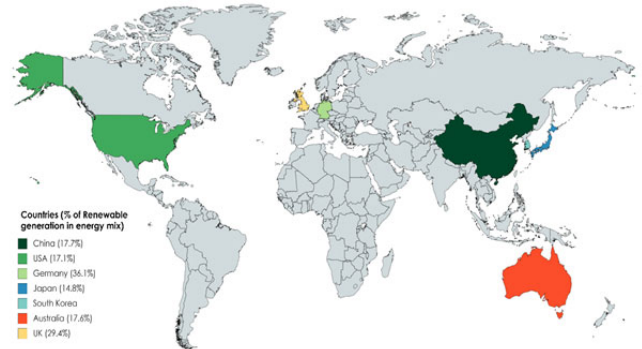 Countries (% of Renewable
generation in energy mix)
China (17.7%)
USA (17.1%)
Germany (36.1%)
Japan (14.8%)
South Korea
Australia (17.6%)
UK (29.4%)